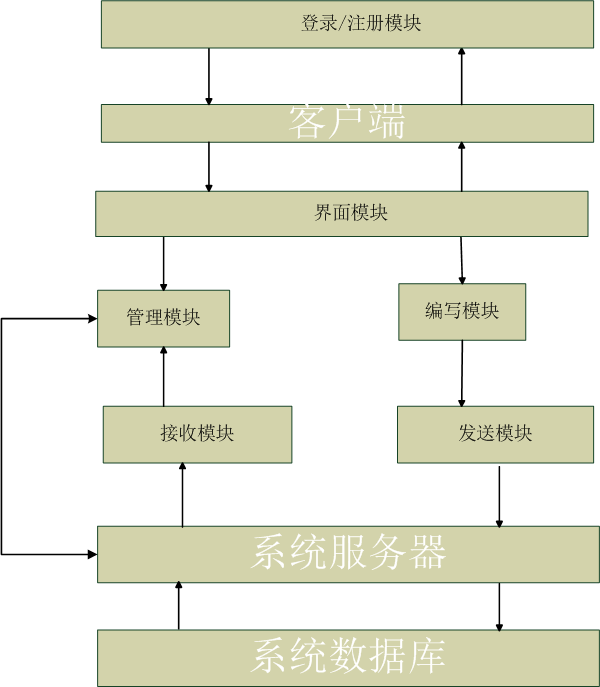 登录/注册模块
客户端
界面模块
管理模块
编写模块
接收模块
发送模块
系统服务器
系统数据库